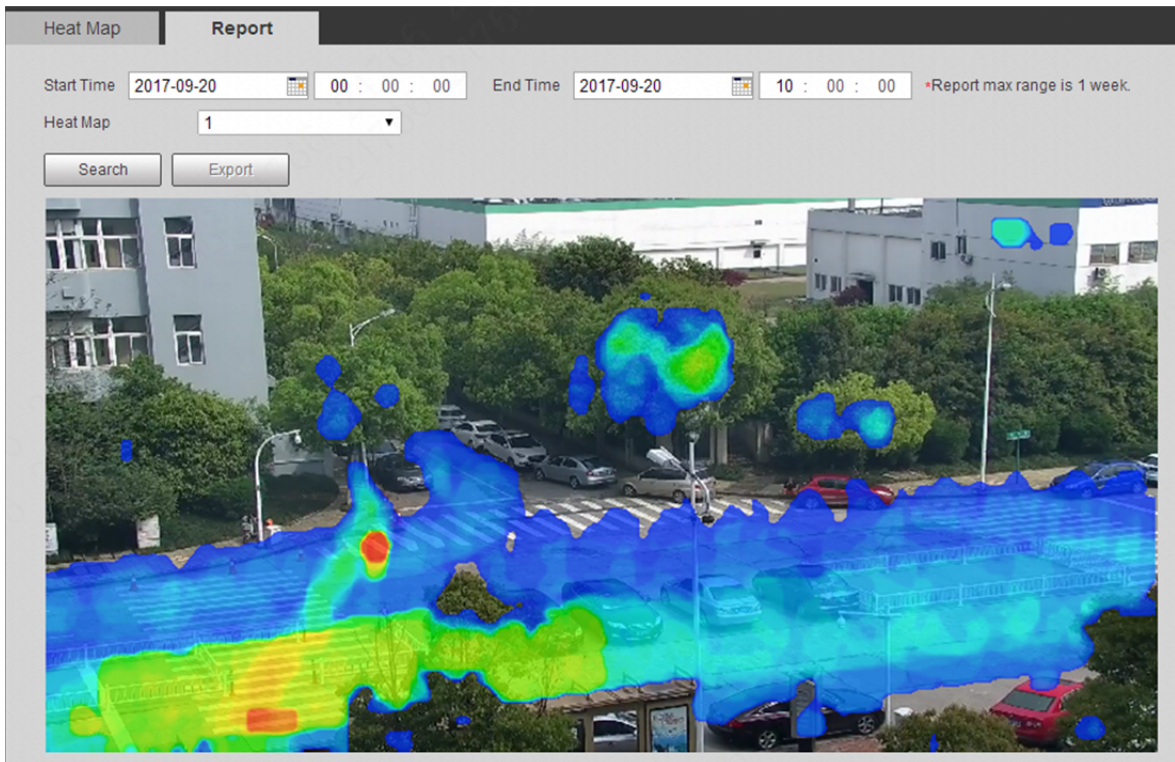 Heat Map Report
Start Time 2017-09-20 00 : 00 : 00 End Time 2017-09-20 10 : 00 : 00 *Report max range is 1 week.
Heat Map 1
Search Export